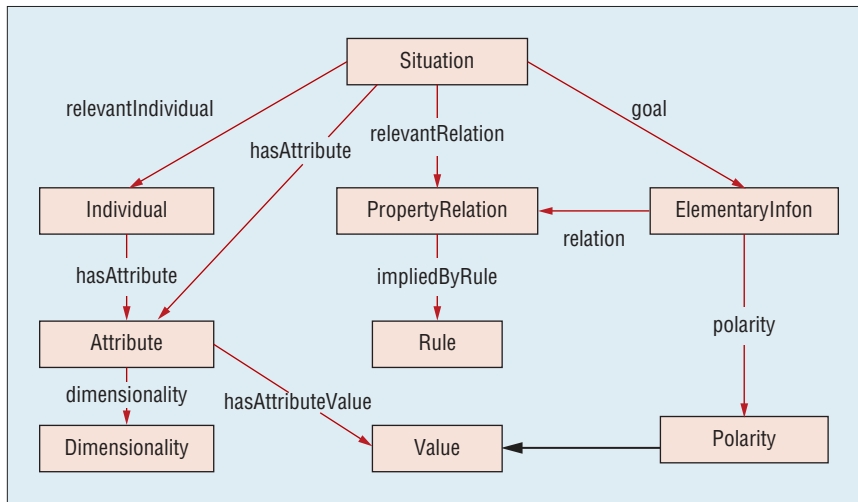 Situation
relevantIndividual
goal
hasAttribute
relevantRelation
Individual
PropertyRelation
ElementaryInfon
relation
hasAttribute
impliedByRule
polarity
Attribute
Rule
dimensionality
hasAttributeValue
Dimensionality
Value
Polarity